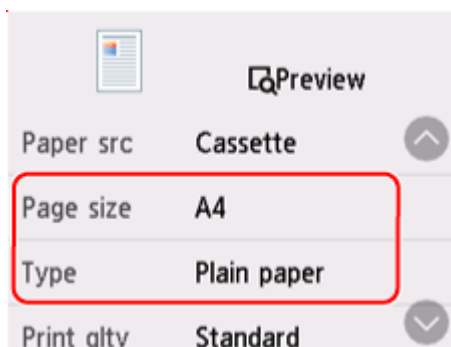 Preview
Paper src Cassette
Page size A4
Type Plain paper
Print qlty Standard